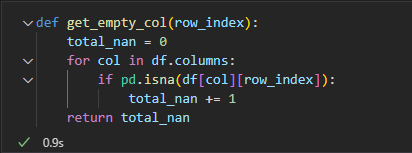 def get_empty_col(row_index):
    total_nan = 0
    for col in df.columns:
        if pd.isna(df[col][row_index]):
            total_nan += 1
    return total_nan
0.9s